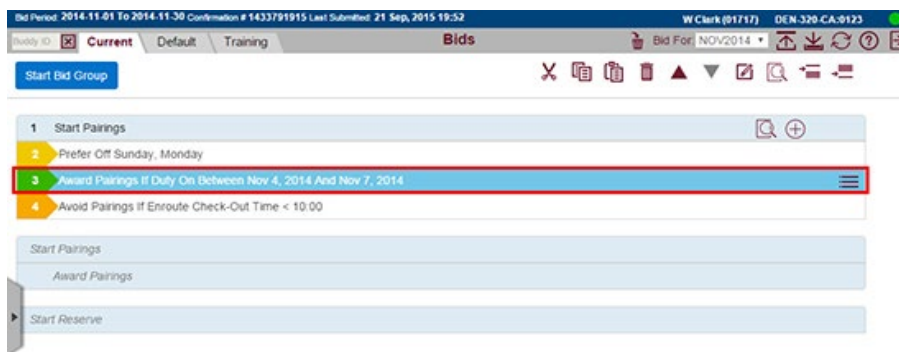 Bid Period: 2014-11-01 To 2014-11-30 Confirmation # 1433791915 Last Submitted: 21 Sep, 2015 19:52 W Clark (01717) DEN-320-CA:0123
Buddy ID Current Default Training Bids Bid For: NOV2014
Start Bid Group
1 Start Pairings
2 Prefer Off Sunday, Monday
3 Award Pairings If Duty On Between Nov 4, 2014 And Nov 7, 2014
4 Avoid Pairings If Enroute Check-Out Time < 10:00
Start Pairings
Award Pairings
Start Reserve